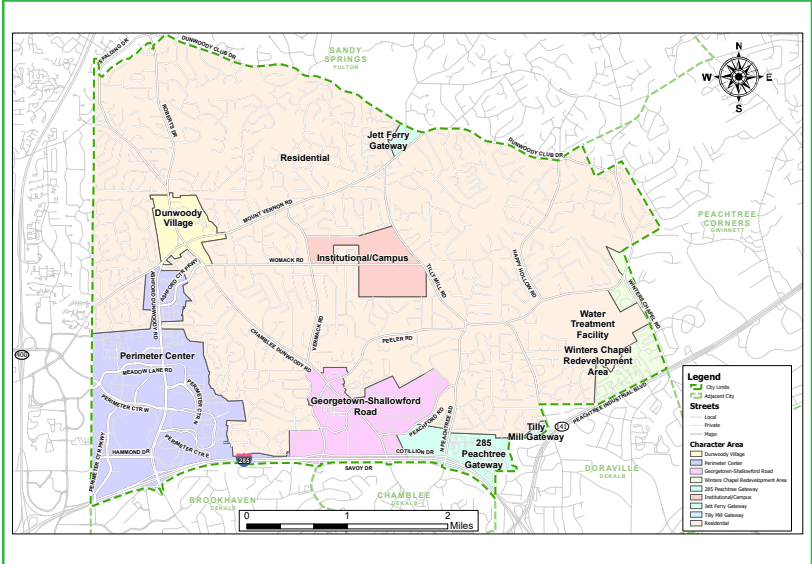 SPALDING DR
DUNWOODY CLUB DR
SANDY
SPRINGS
FULTON
N
W
E
S
ROBERTS DR
Jett Ferry
Gateway
Residential
DUNWOODY CLUB DR
Dunwoody
Village
MOUNT VERNON RD
PEACHTREE
CORNERS
GWINNETT
WOMACK RD
Institutional/Campus
TILLY MILL RD
HAPPY HOLLOW RD
ASHFORD CTR PKWY
ASHFORD DUNWOODY RD
WINTERS CHAPEL RD
Water
Treatment
Facility
VERMACK RD
CHAMBLEE DUNWOODY RD
PEELER RD
400
Perimeter Center
MEADOW LANE RD
Winters Chapel
Redevelopment
Area
PERIMETER CTR N
PERIMETER CTR W
Georgetown-Shallowford
Road
PEACHFORD RD
N PEACHTREE RD
PEACHTREE INDUSTRIAL BLVD
Tilly
Mill Gateway
141
PERIMETER CTR E
HAMMOND DR
PERIMETER CTR PKWY
285
COTILLION DR
SAVOY DR
285
Peachtree
Gateway
DORAVILLE
DEKALB
BROOKHAVEN
DEKALB
CHAMBLEE
DEKALB
0 1 2
Miles
Legend
City Limits
Adjacent City
Streets
Local
Private
Major
Character Area
Dunwoody Village
Perimeter Center
Georgetown-Shallowford Road
Winters Chapel Redevelopment Area
285 Peachtree Gateway
Institutional/Campus
Jett Ferry Gateway
Tilly Mill Gateway
Residential